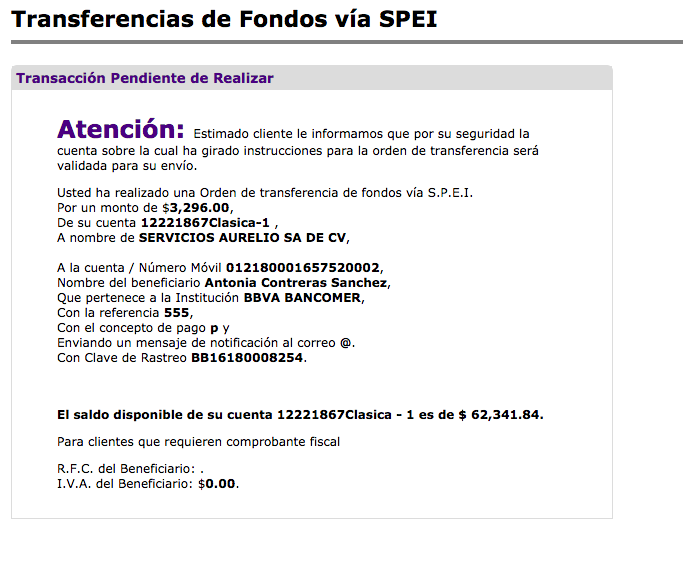 Transferencias de Fondos vía SPEI
Transacción Pendiente de Realizar
Atención: Estimado cliente le informamos que por su seguridad la
cuenta sobre la cual ha girado instrucciones para la orden de transferencia será
validada para su envío.
Usted ha realizado una Orden de transferencia de fondos vía S.P.E.I.
Por un monto de $3,296.00,
De su cuenta 12221867Clasica-1 ,
A nombre de SERVICIOS AURELIO SA DE CV,
A la cuenta / Número Móvil 012180001657520002,
Nombre del beneficiario Antonia Contreras Sanchez,
Que pertenece a la Institución BBVA BANCOMER,
Con la referencia 555,
Con el concepto de pago p y
Enviando un mensaje de notificación al correo @.
Con Clave de Rastreo BB16180008254.
El saldo disponible de su cuenta 12221867Clasica - 1 es de $ 62,341.84.
Para clientes que requieren comprobante fiscal
R.F.C. del Beneficiario: .
I.V.A. del Beneficiario: $0.00.